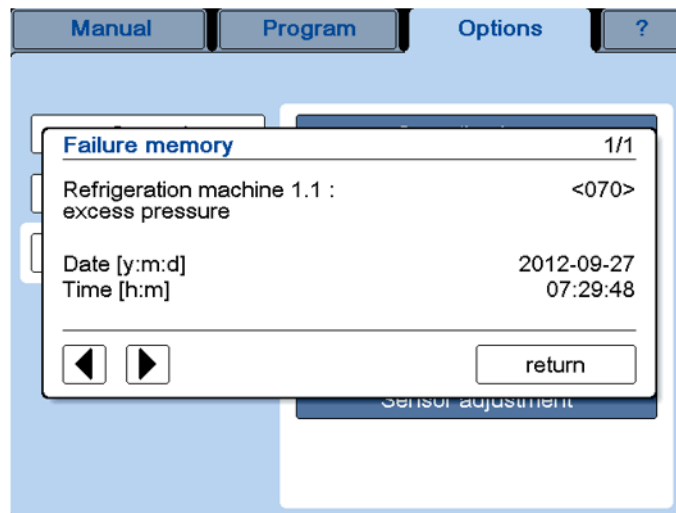 Manual Program Options ?
Failure memory 1/1
Refrigeration machine 1.1 : <070>
excess pressure
Date [y:m:d] 2012-09-27
Time [h:m] 07:29:48
return
Sensor adjustment